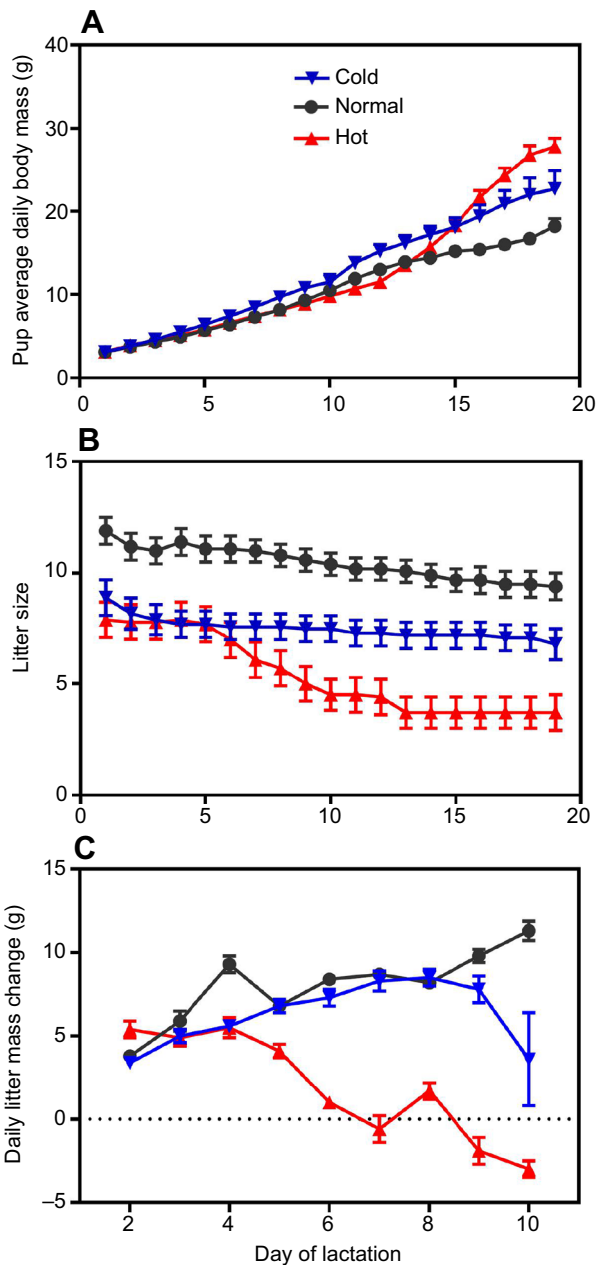 A
Pup average daily body mass (g)
40
30
20
10
0
Cold
Normal
Hot
0 5 10 15 20
B
Litter size
15
10
5
0
0 5 10 15 20
C
Daily litter mass change (g)
15
10
5
0
–5
2 4 6 8 10
Day of lactation